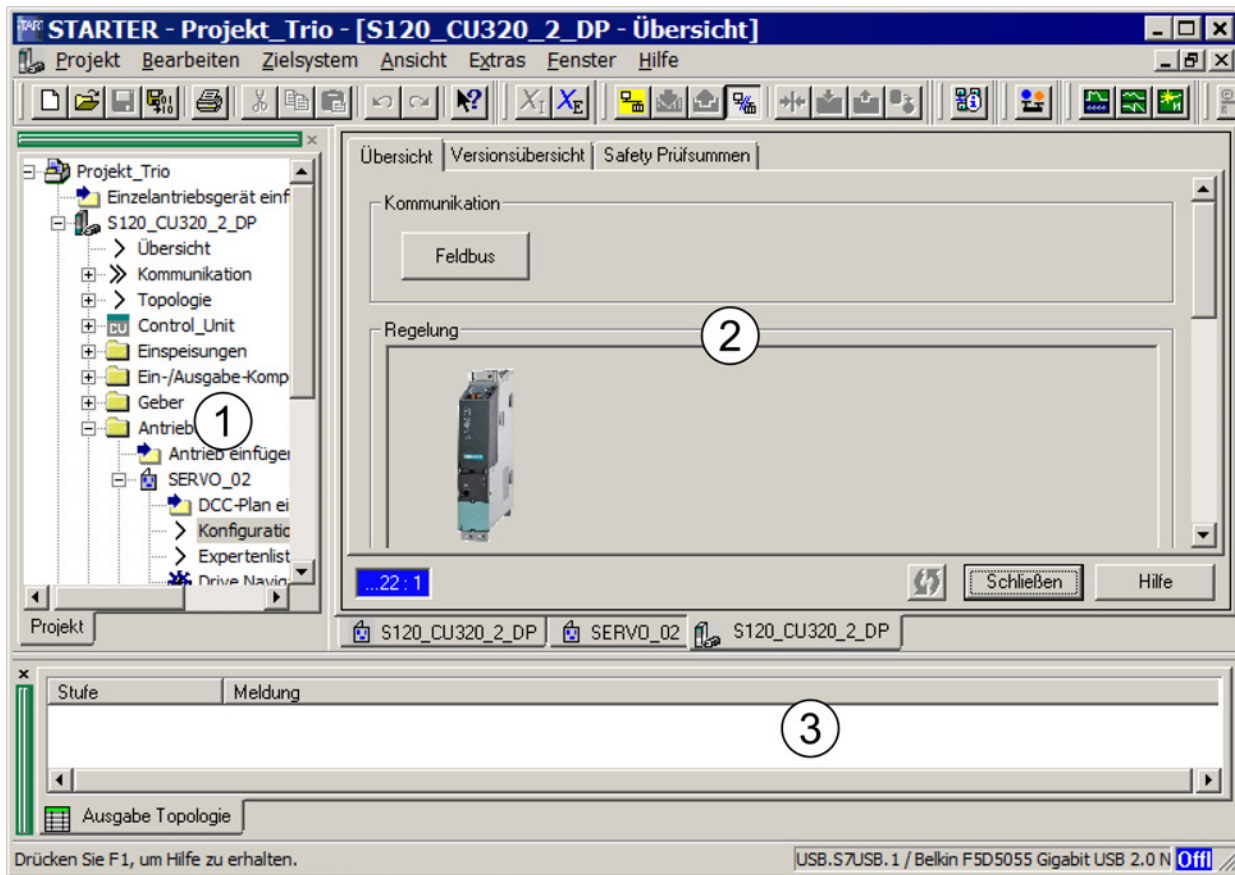 STARTER - Projekt_Trio - [S120_CU320_2_DP - Übersicht]
Projekt Bearbeiten Zielsystem Ansicht Extras Fenster Hilfe
Projekt_Trio
Einzelantriebsgerät einf
S120_CU320_2_DP
Übersicht
Kommunikation
Topologie
CU Control_Unit
Einspeisungen
Ein-/Ausgabe-Komp
Geber
Antrieb
Antrieb einfüger
SERVO_02
DCC-Plan ei
Konfiguratic
Expertenlist
Drive Navig
Projekt
1
Übersicht Versionsübersicht Safety Prüfsummen
Kommunikation
Feldbus
Regelung
2
...22 : 1
Schließen Hilfe
S120_CU320_2_DP SERVO_02 S120_CU320_2_DP
Stufe Meldung
3
Ausgabe Topologie
Drücken Sie F1, um Hilfe zu erhalten.
USB.S7USB.1 / Belkin F5D5055 Gigabit USB 2.0 N Offl